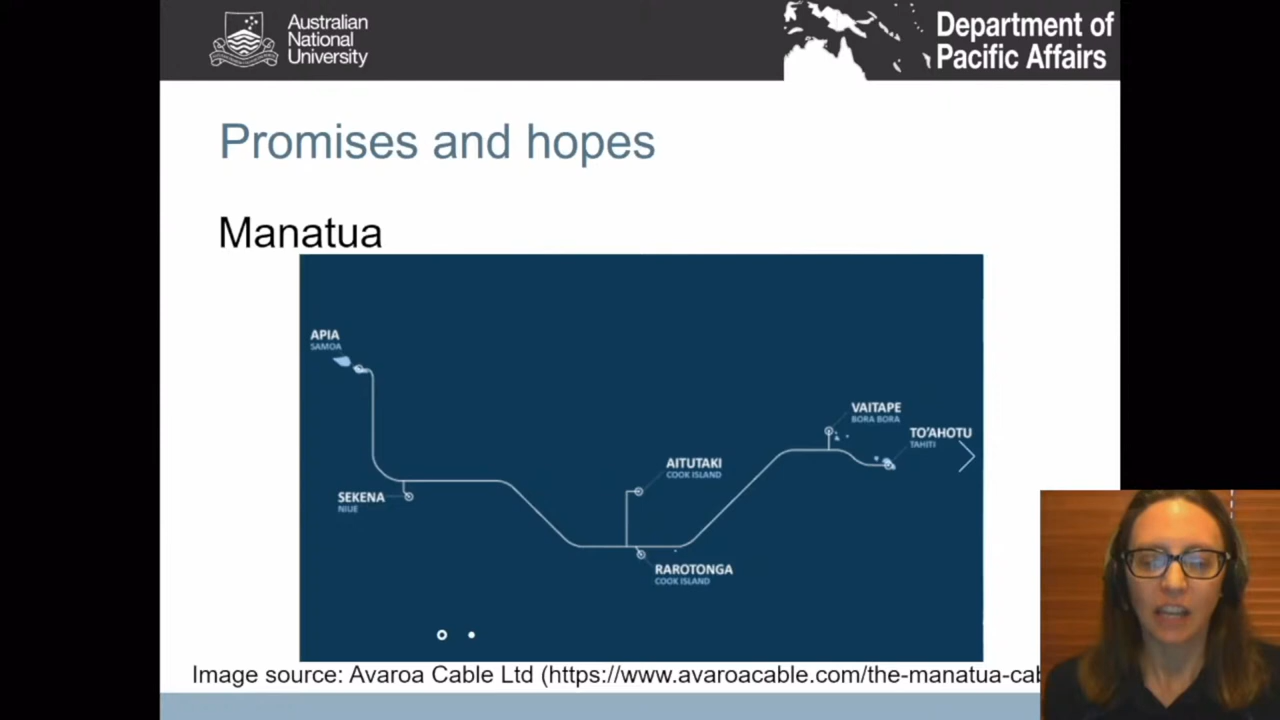 Australian
National
University
Department of
Pacific Affairs
Promises and hopes
Manatua
APIA
SAMOA
VAITAPE
BORA BORA
TO'AHOTU
TAHITI
AITUTAKI
COOK ISLAND
SEKENA
NIUE
RAROTONGA
COOK ISLAND
Image source: Avaroa Cable Ltd (https://www.avaroacable.com/the-manatua-cab